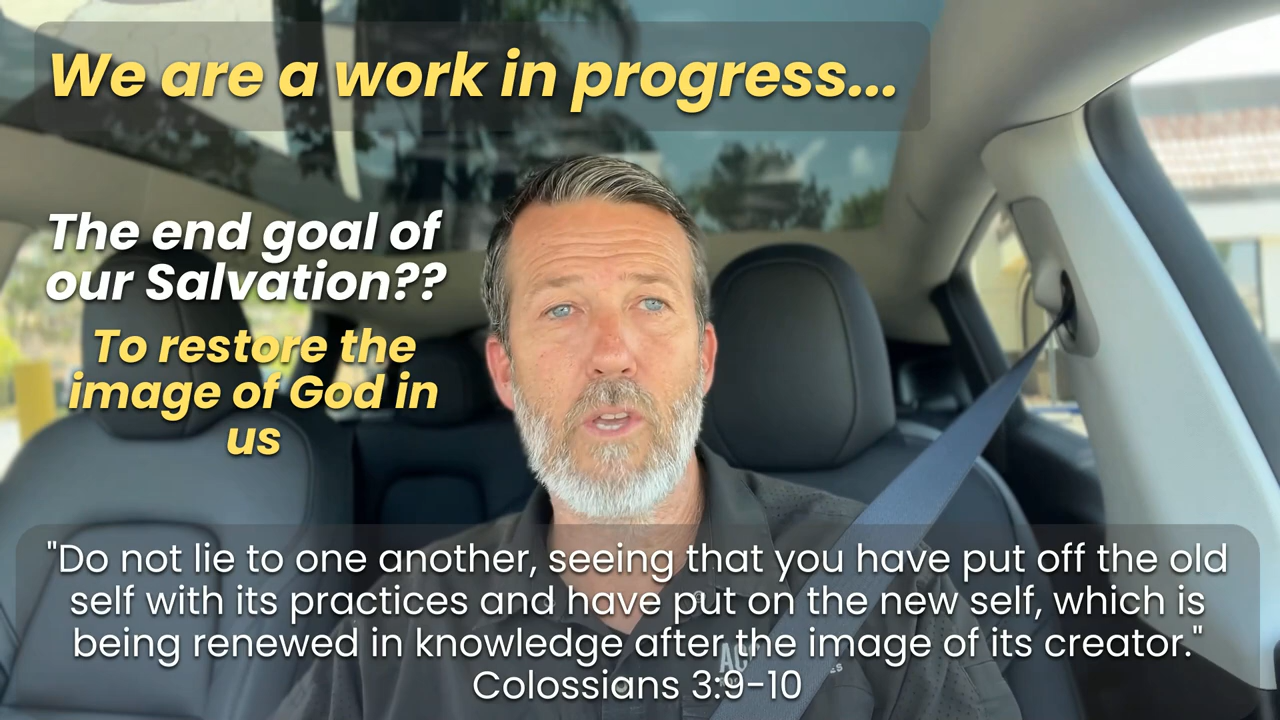 We are a work in progress...
The end goal of
our Salvation??
To restore the
image of God in
us
"Do not lie to one another, seeing that you have put off the old
self with its practices and have put on the new self, which is
being renewed in knowledge after the image of its creator."
Colossians 3:9-10